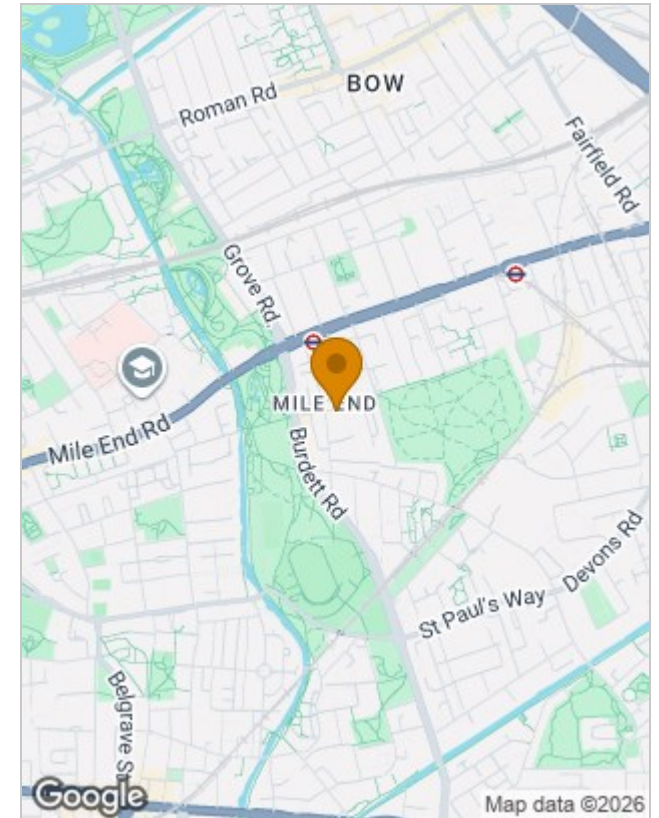 BOW
Roman Rd
Fairfield Rd
Grove Rd.
MILE END
Mile End Rd
Burdett Rd
Devons Rd
St Paul's Way
Belgrave St
Google
Map data ©2026